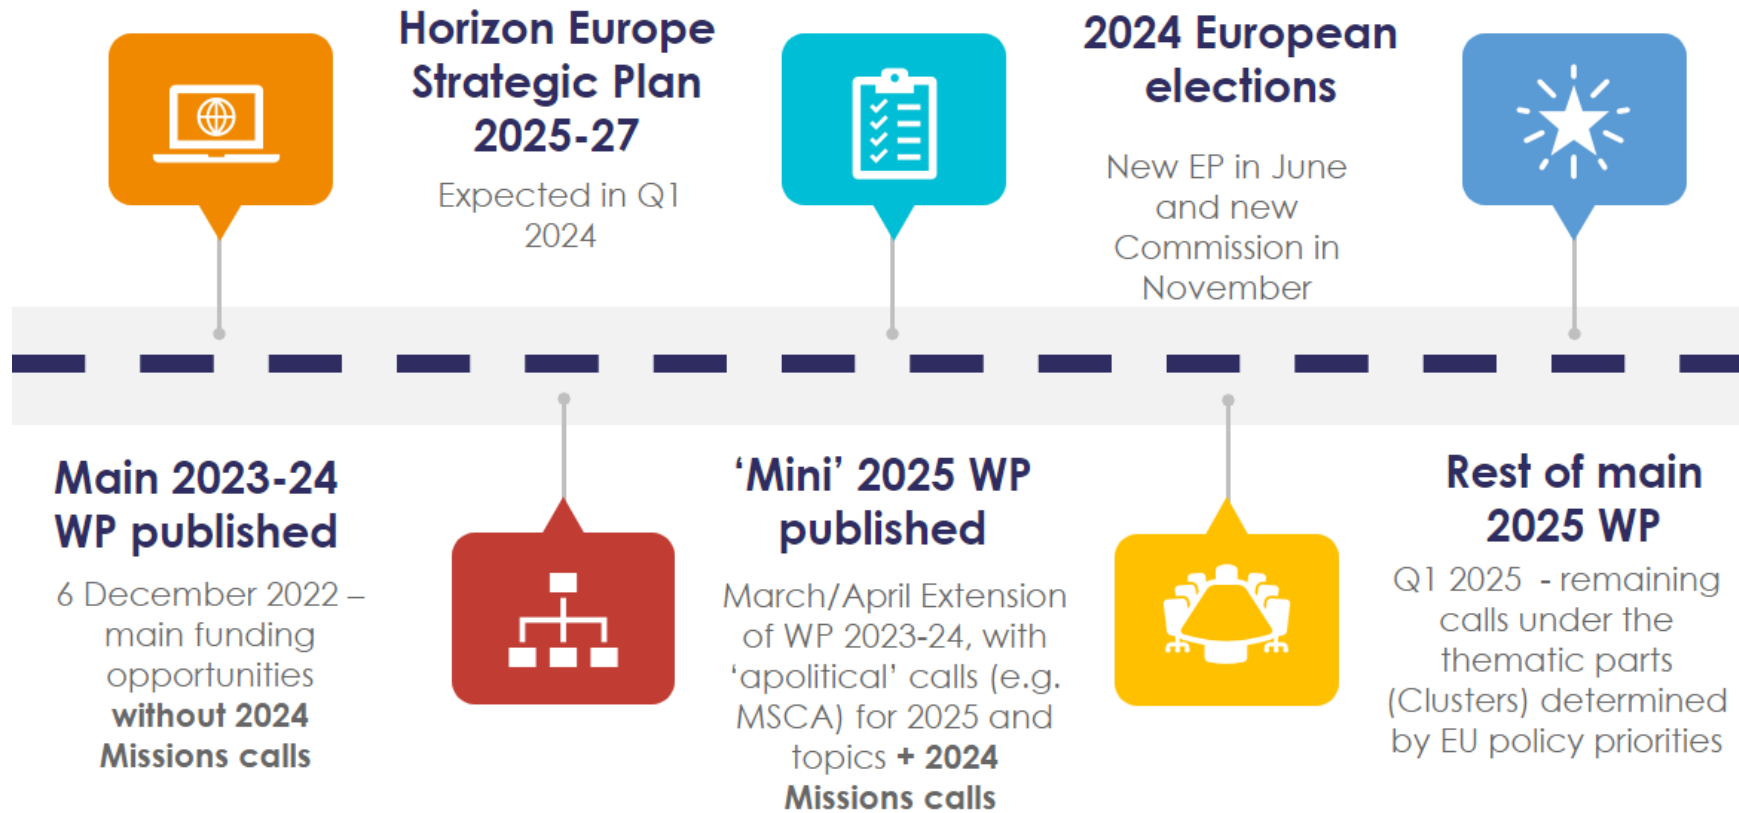 Main 2023-24
WP published
6 December 2022 –
main funding
opportunities
without 2024
Missions calls
Horizon Europe
Strategic Plan
2025-27
Expected in Q1
2024
‘Mini’ 2025 WP
published
March/April Extension
of WP 2023-24, with
‘apolitical’ calls (e.g.
MSCA) for 2025 and
topics + 2024
Missions calls
2024 European
elections
New EP in June
and new
Commission in
November
Rest of main
2025 WP
Q1 2025 - remaining
calls under the
thematic parts
(Clusters) determined
by EU policy priorities